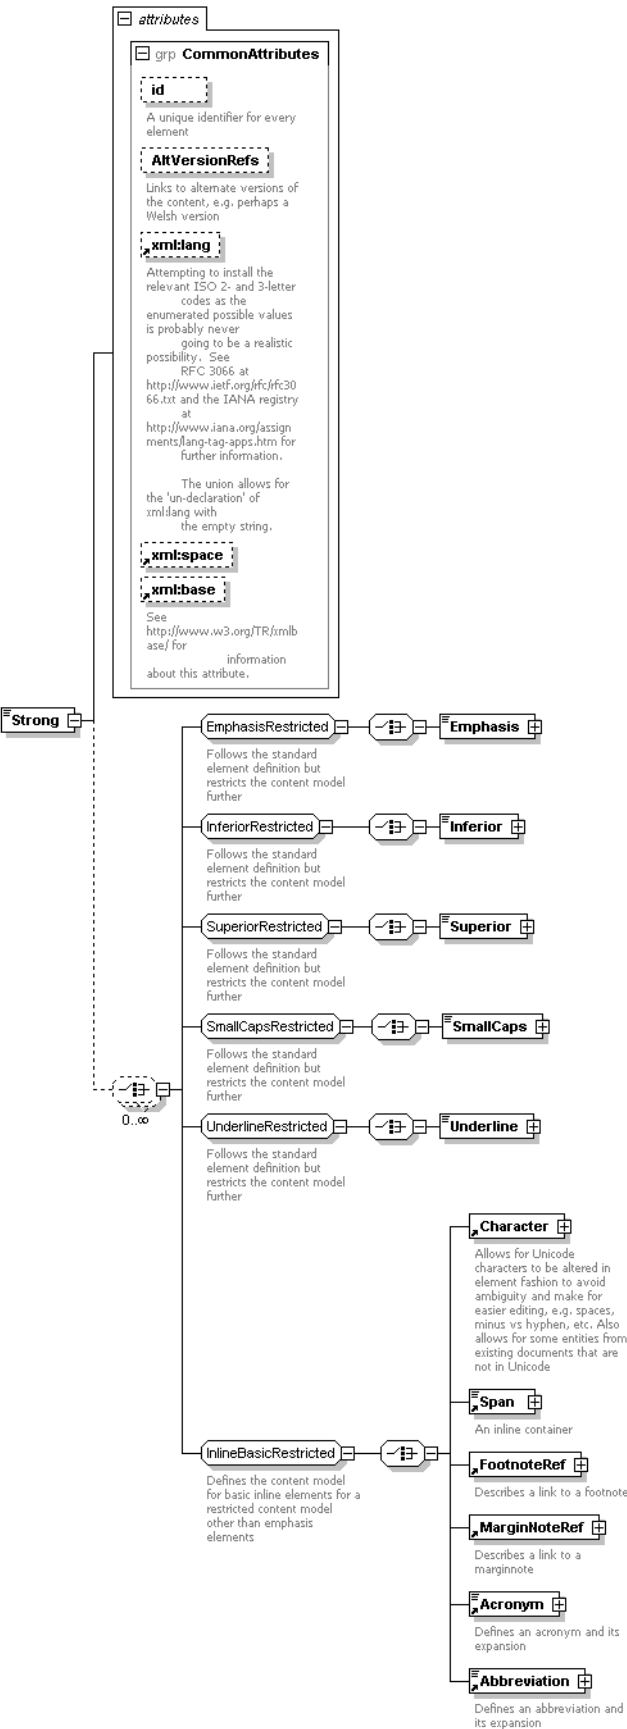 attributes
grp CommonAttributes
id
A unique identifier for every
element
AltVersionRefs
Links to alternate versions of
the content, e.g. perhaps a
Welsh version
xml:lang
Attempting to install the
relevant ISO 2- and 3-letter
codes as the
enumerated possible values
is probably never
going to be a realistic
possibility. See
RFC 3066 at
http://www.ietf.org/rfc/rfc30
66.txt and the IANA registry
at
http://www.iana.org/assign
ments/lang-tag-apps.htm for
further information.
The union allows for
the 'un-declaration' of
xml:lang with
the empty string.
xml:space
xml:base
See
http://www.w3.org/TR/xmlb
ase/ for
information
about this attribute.
Strong
EmphasisRestricted
Emphasis
Follows the standard
element definition but
restricts the content model
further
InferiorRestricted
Inferior
Follows the standard
element definition but
restricts the content model
further
SuperiorRestricted
Superior
Follows the standard
element definition but
restricts the content model
further
SmallCapsRestricted
SmallCaps
Follows the standard
element definition but
restricts the content model
further
0..∞
UnderlineRestricted
Underline
Follows the standard
element definition but
restricts the content model
further
Character
Allows for Unicode
characters to be altered in
element fashion to avoid
ambiguity and make for
easier editing, e.g. spaces,
minus vs hyphen, etc. Also
allows for some entities from
existing documents that are
not in Unicode
Span
An inline container
InlineBasicRestricted
Defines the content model
for basic inline elements for a
restricted content model
other than emphasis
elements
FootnoteRef
Describes a link to a footnote
MarginNoteRef
Describes a link to a
marginnote
Acronym
Defines an acronym and its
expansion
Abbreviation
Defines an abbreviation and
its expansion